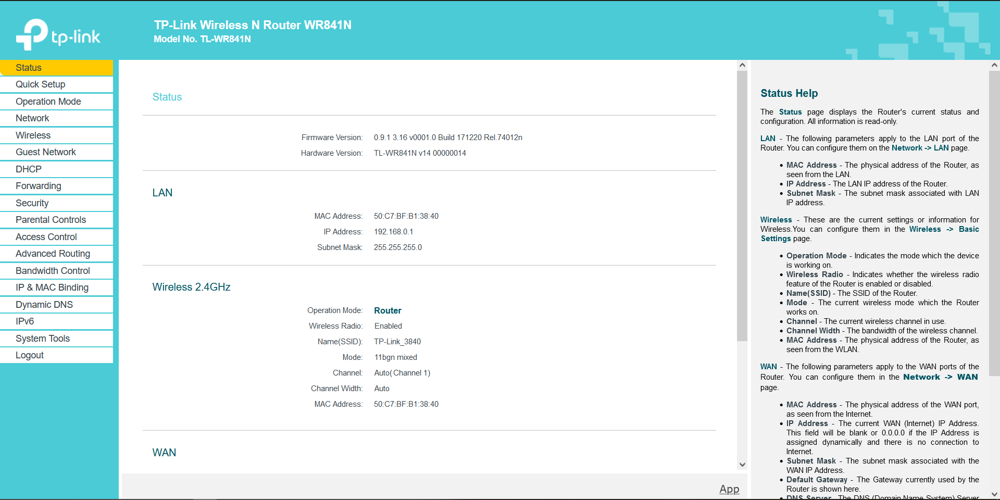 tp-link
TP-Link Wireless N Router WR841N
Model No. TL-WR841N
Status
Quick Setup
Operation Mode
Network
Wireless
Guest Network
DHCP
Forwarding
Security
Parental Controls
Access Control
Advanced Routing
Bandwidth Control
IP & MAC Binding
Dynamic DNS
IPv6
System Tools
Logout
Status
Firmware Version: 0.9.1 3.16 v0001.0 Build 171220 Rel.74012n
Hardware Version: TL-WR841N v14 00000014
LAN
MAC Address: 50:C7:BF:B1:38:40
IP Address: 192.168.0.1
Subnet Mask: 255.255.255.0
Wireless 2.4GHz
Operation Mode: Router
Wireless Radio: Enabled
Name(SSID): TP-Link_3840
Mode: 11bgn mixed
Channel: Auto(Channel 1)
Channel Width: Auto
MAC Address: 50:C7:BF:B1:38:40
WAN
App
Status Help
The Status page displays the Router's current status and
configuration. All information is read-only.
LAN - The following parameters apply to the LAN port of the
Router. You can configure them on the Network -> LAN page.
• MAC Address - The physical address of the Router, as
seen from the LAN.
• IP Address - The LAN IP address of the Router.
• Subnet Mask - The subnet mask associated with LAN
IP address.
Wireless - These are the current settings or information for
Wireless.You can configure them in the Wireless -> Basic
Settings page.
• Operation Mode - Indicates the mode which the device
is working on.
• Wireless Radio - Indicates whether the wireless radio
feature of the Router is enabled or disabled.
• Name(SSID) - The SSID of the Router.
• Mode - The current wireless mode which the Router
works on.
• Channel - The current wireless channel in use.
• Channel Width - The bandwidth of the wireless channel.
• MAC Address - The physical address of the Router, as
seen from the WLAN.
WAN - The following parameters apply to the WAN ports of the
Router. You can configure them in the Network -> WAN
page.
• MAC Address - The physical address of the WAN port,
as seen from the Internet.
• IP Address - The current WAN (Internet) IP Address.
This field will be blank or 0.0.0.0 if the IP Address is
assigned dynamically and there is no connection to
Internet.
• Subnet Mask - The subnet mask associated with the
WAN IP Address.
• Default Gateway - The Gateway currently used by the
Router is shown here.
• DNS Server - The DNS (Domain Name System) Server